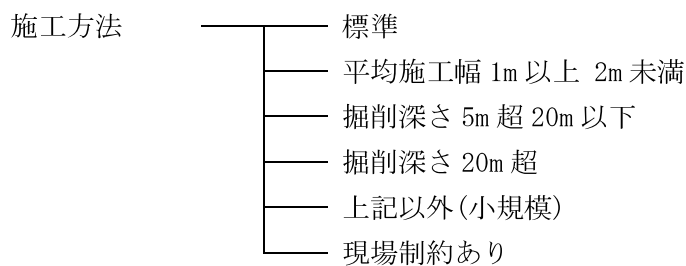 施工方法 標準
平均施工幅 1m 以上 2m 未満
掘削深さ 5m 超 20m 以下
掘削深さ 20m 超
上記以外(小規模)
現場制約あり